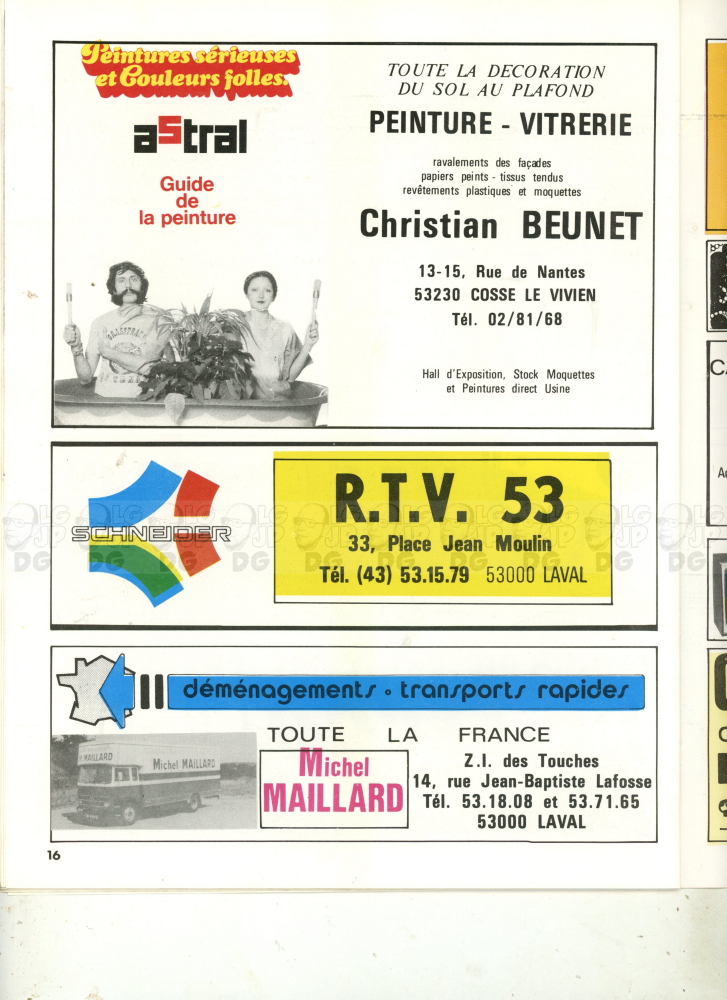 Peintures sérieuses
et Couleurs folles.
astral
Guide
de
la peinture
TOUTE LA DECORATION
DU SOL AU PLAFOND
PEINTURE - VITRERIE
ravalements des façades
papiers peints - tissus tendus
revêtements plastiques et moquettes
Christian BEUNET
13-15, Rue de Nantes
53230 COSSE LE VIVIEN
Tél. 02/81/68
Hall d'Exposition, Stock Moquettes
et Peintures direct Usine
SCHNEIDER
R.T.V. 53
33, Place Jean Moulin
Tél. (43) 53.15.79 53000 LAVAL
déménagements • transports rapides
TOUTE LA FRANCE
MAILLARD
Michel MAILLARD
Michel
MAILLARD
Z.I. des Touches
14, rue Jean-Baptiste Lafosse
Tél. 53.18.08 et 53.71.65
53000 LAVAL
16